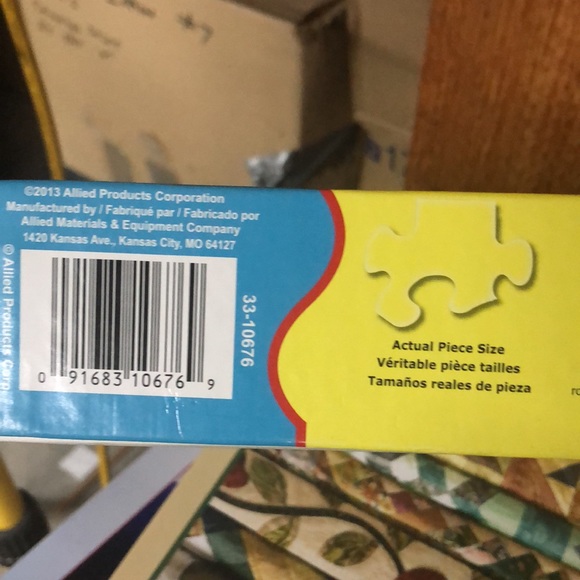 ©2013 Allied Products Corporation
Manufactured by / Fabriqué par / Fabricado por
Allied Materials & Equipment Company
1420 Kansas Ave., Kansas City, MO 64127
© Allied Products Corp.
33-10676
0 91683 10676 9
Actual Piece Size
Véritable pièce tailles
Tamaños reales de pieza